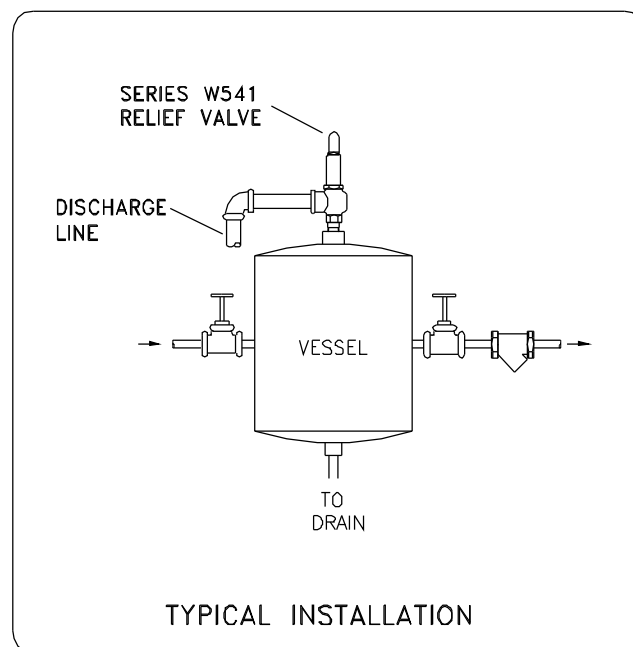 SERIES W541
RELIEF VALVE
DISCHARGE
LINE
VESSEL
TO
DRAIN
TYPICAL INSTALLATION